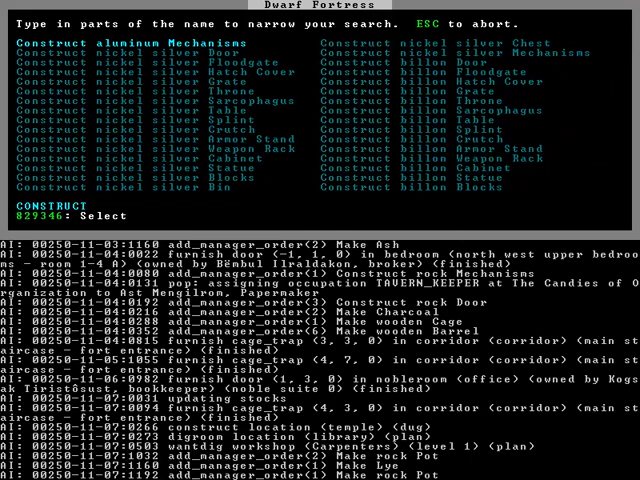 Dwarf Fortress
Type in parts of the name to narrow your search.  ESC to abort.
Construct aluminum Mechanisms Construct nickel silver Chest
Construct nickel silver Door Construct nickel silver Mechanisms
Construct nickel silver Floodgate Construct billon Door
Construct nickel silver Hatch Cover Construct billon Floodgate
Construct nickel silver Grate Construct billon Hatch Cover
Construct nickel silver Throne Construct billon Grate
Construct nickel silver Sarcophagus Construct billon Throne
Construct nickel silver Table Construct billon Sarcophagus
Construct nickel silver Splint Construct billon Table
Construct nickel silver Crutch Construct billon Splint
Construct nickel silver Armor Stand Construct billon Crutch
Construct nickel silver Weapon Rack Construct billon Armor Stand
Construct nickel silver Cabinet Construct billon Weapon Rack
Construct nickel silver Statue Construct billon Cabinet
Construct nickel silver Blocks Construct billon Statue
Construct nickel silver Bin Construct billon Blocks
CONSTRUCT
829346: Select
AI: 00250-11-03:1160 add_manager_order(2) Make Ash
AI: 00250-11-04:0022 furnish door (-1, 1, 0) in bedroom (north west upper bedroo
ms - room 1-4 A) (owned by Bëmbul Ilraldakon, broker) (finished)
AI: 00250-11-04:0080 add_manager_order(1) Construct rock Mechanisms
AI: 00250-11-04:0131 pop: assigning occupation TAVERN_KEEPER at The Candies of O
rganization to Ast Mengilrom, Papermaker
AI: 00250-11-04:0192 add_manager_order(3) Construct rock Door
AI: 00250-11-04:0216 add_manager_order(2) Make Charcoal
AI: 00250-11-04:0288 add_manager_order(1) Make wooden Cage
AI: 00250-11-04:0352 add_manager_order(6) Make wooden Barrel
AI: 00250-11-04:0815 furnish cage_trap (3, 3, 0) in corridor (corridor) (main st
aircase - fort entrance) (finished)
AI: 00250-11-05:1055 furnish cage_trap (4, 7, 0) in corridor (corridor) (main st
aircase - fort entrance) (finished)
AI: 00250-11-06:0982 furnish door (1, 3, 0) in nobleroom (office) (owned by Kogs
ak Tiristôsust, bookkeeper) (noble suite 0) (finished)
AI: 00250-11-07:0031 updating stocks
AI: 00250-11-07:0094 furnish cage_trap (4, 3, 0) in corridor (corridor) (main st
aircase - fort entrance) (finished)
AI: 00250-11-07:0266 construct location (temple) (dug)
AI: 00250-11-07:0273 digroom location (library) (plan)
AI: 00250-11-07:0503 wantdig workshop (Carpenters) (level 1) (plan)
AI: 00250-11-07:1032 add_manager_order(2) Make rock Pot
AI: 00250-11-07:1160 add_manager_order(1) Make Lye
AI: 00250-11-07:1192 add_manager_order(1) Make rock Pot